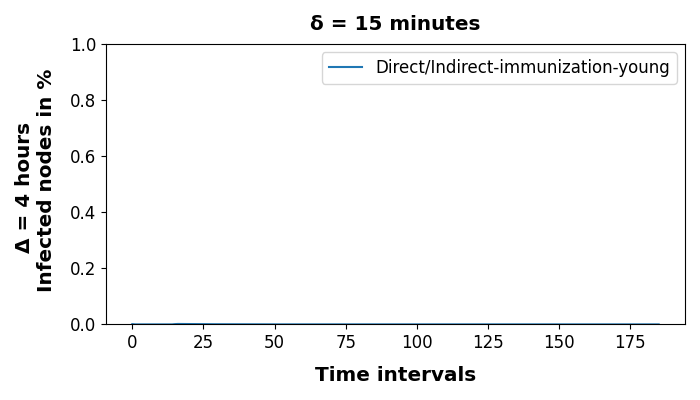 δ = 15 minutes
Δ = 4 hours
Infected nodes in %
1.0
0.8
0.6
0.4
0.2
0.0
Direct/Indirect-immunization-young
0 25 50 75 100 125 150 175
Time intervals